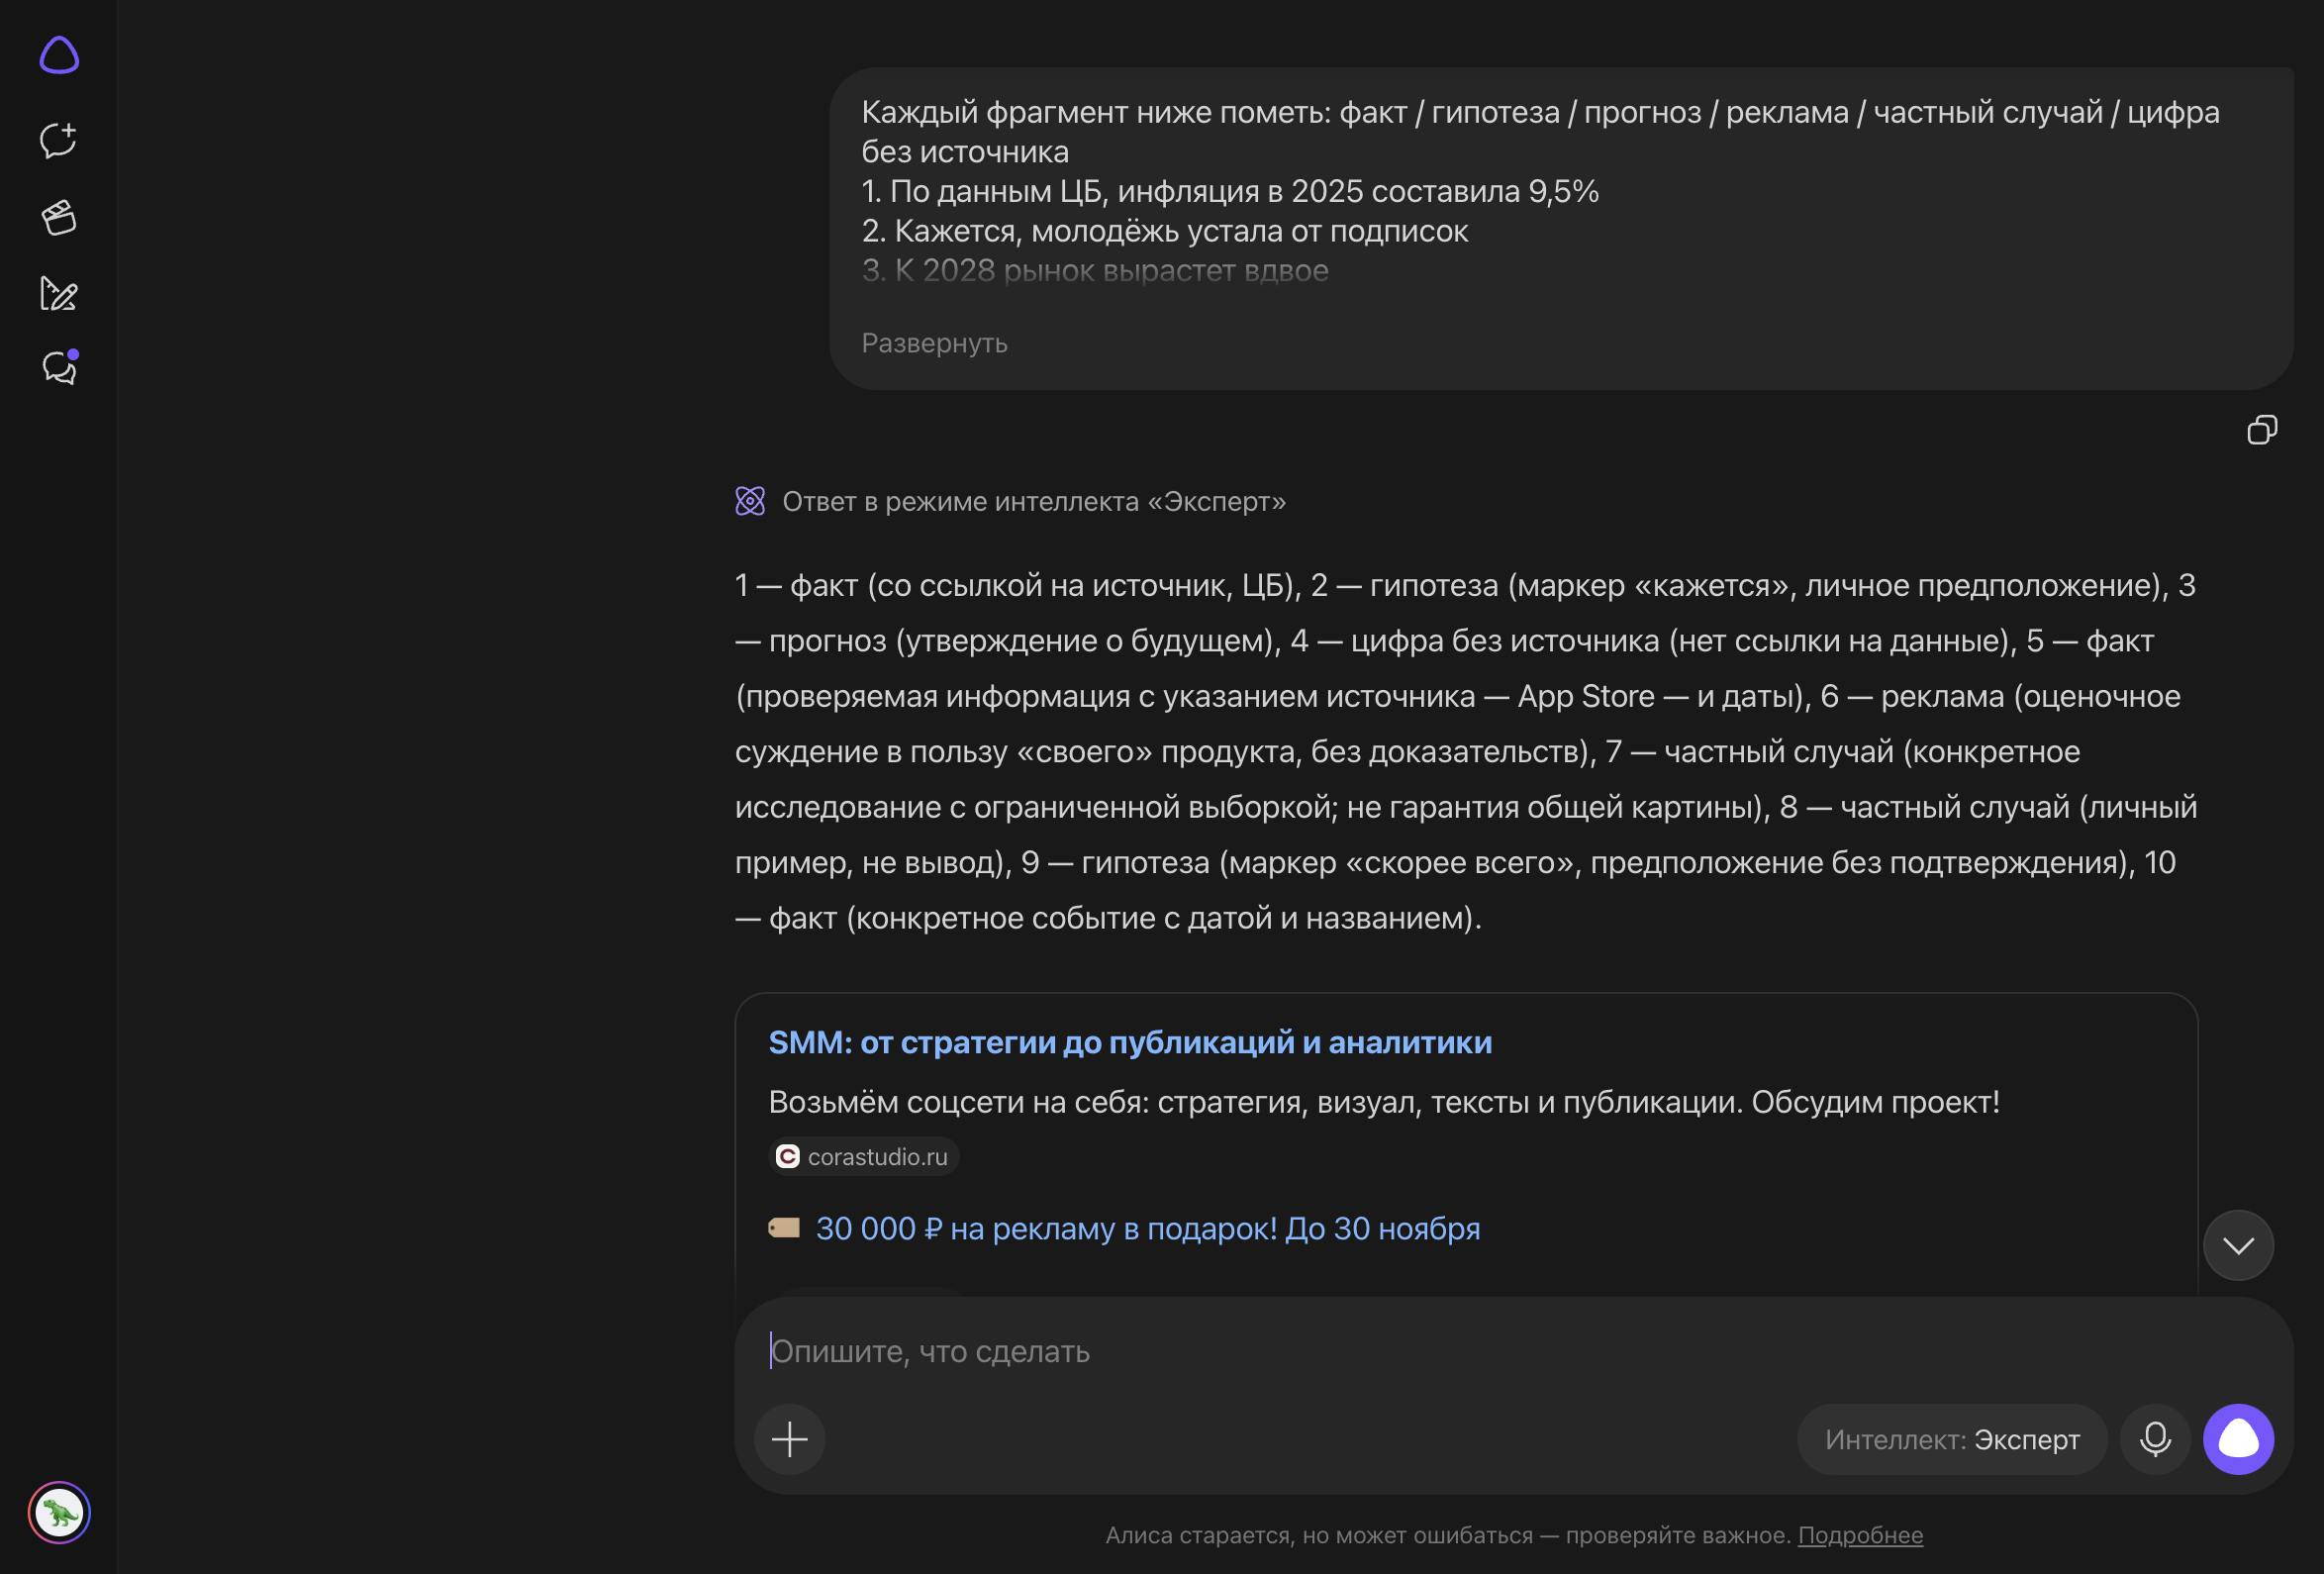 Каждый фрагмент ниже пометь: факт / гипотеза / прогноз / реклама / частный случай / цифра
без источника
1. По данным ЦБ, инфляция в 2025 составила 9,5%
2. Кажется, молодёжь устала от подписок
3. К 2028 рынок вырастет вдвое
Развернуть
Ответ в режиме интеллекта «Эксперт»
1 — факт (со ссылкой на источник, ЦБ), 2 — гипотеза (маркер «кажется», личное предположение), 3
— прогноз (утверждение о будущем), 4 — цифра без источника (нет ссылки на данные), 5 — факт
(проверяемая информация с указанием источника — App Store — и даты), 6 — реклама (оценочное
суждение в пользу «своего» продукта, без доказательств), 7 — частный случай (конкретное
исследование с ограниченной выборкой; не гарантия общей картины), 8 — частный случай (личный
пример, не вывод), 9 — гипотеза (маркер «скорее всего», предположение без подтверждения), 10
— факт (конкретное событие с датой и названием).
SMM: от стратегии до публикаций и аналитики
Возьмём соцсети на себя: стратегия, визуал, тексты и публикации. Обсудим проект!
C corastudio.ru
30 000 ₽ на рекламу в подарок! До 30 ноября
Опишите, что сделать
Интеллект: Эксперт
Алиса старается, но может ошибаться — проверяйте важное. Подробнее